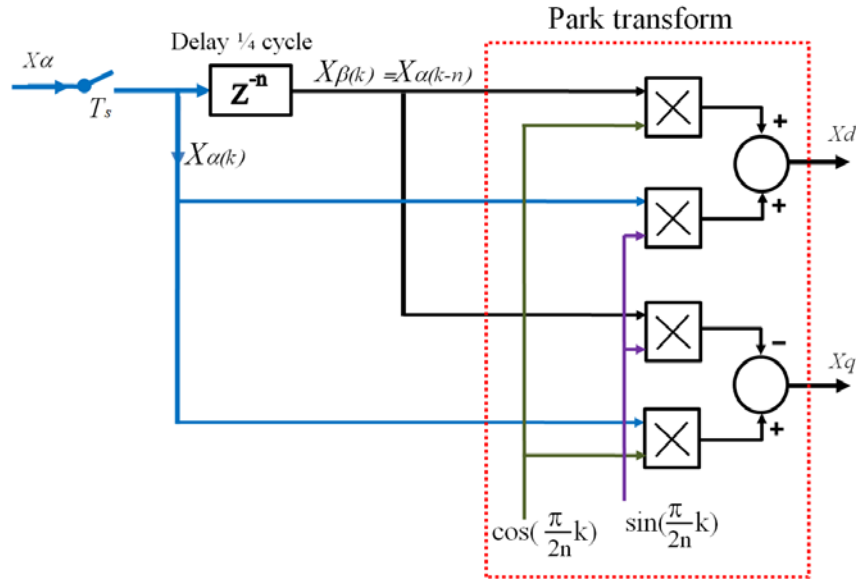 Park transform
Delay ¼ cycle
Xα
Z⁻ⁿ
Xβ(k) =Xα(k-n)
Ts
Xα(k)
+
Xd
+
−
Xq
+
cos(π/2n k)
sin(π/2n k)